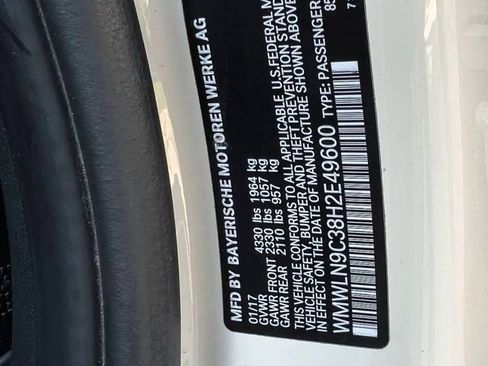 MFD BY BAYERISCHE MOTOREN WERKE AG
01/17
GVWR 4330 lbs 1964 kg
GAWR FRONT 2330 lbs 1057 kg
GAWR REAR 2110 lbs 957 kg
THIS VEHICLE CONFORMS TO ALL APPLICABLE U.S.FEDERAL M
VEHICLE SAFETY, BUMPER AND THEFT PREVENTION STAND
IN EFFECT ON THE DATE OF MANUFACTURE SHOWN ABOVE
WMWLN9C38H2E49600 TYPE: PASSENGER
85
7